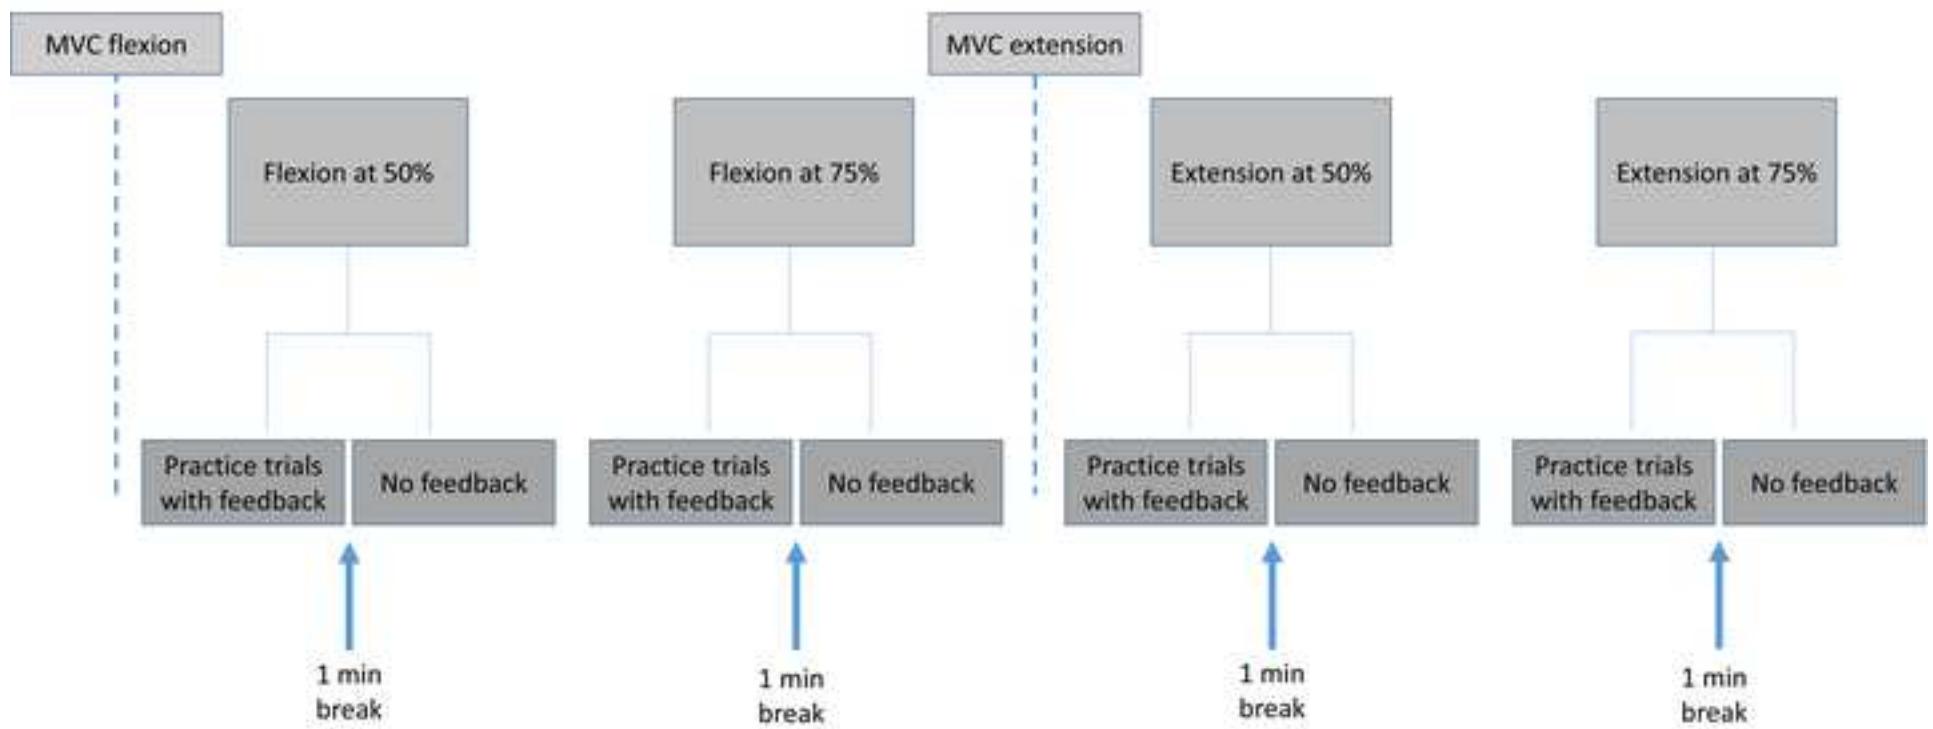 MVC flexion
MVC extension
Flexion at 50%
Flexion at 75%
Extension at 50%
Extension at 75%
Practice trials
with feedback
No feedback
Practice trials
with feedback
No feedback
Practice trials
with feedback
No feedback
Practice trials
with feedback
No feedback
1 min
break
1 min
break
1 min
break
1 min
break